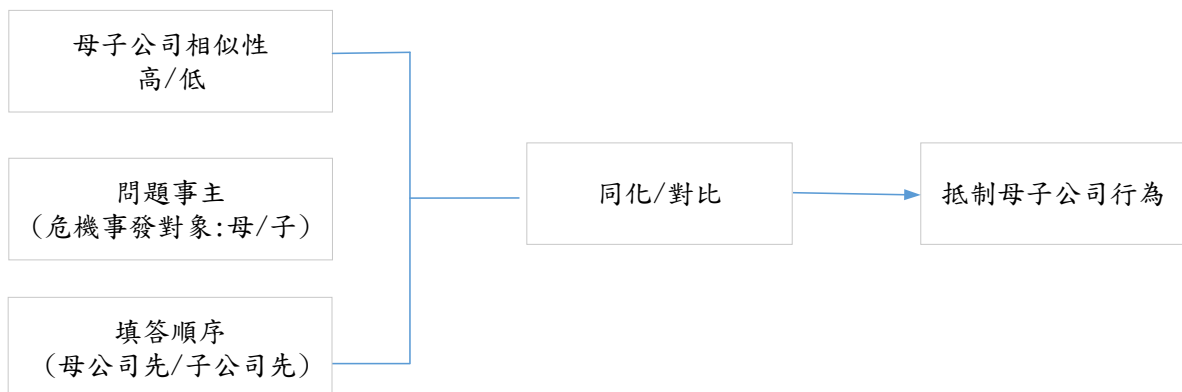 母子公司相似性
高/低
問題事主
(危機事發對象:母/子)
填答順序
(母公司先/子公司先)
同化/對比
抵制母子公司行為